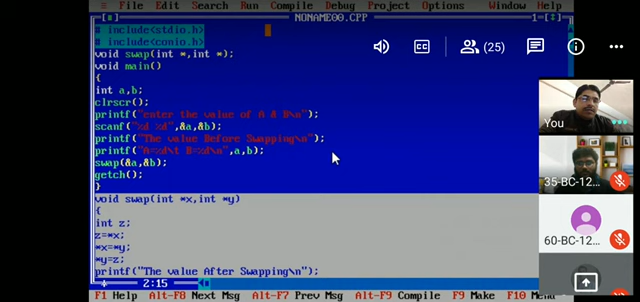 ≡ File Edit Search Run Compile Debug Project Options Window Help
NONAME00.CPP 1=[↕]
# include<stdio.h>
# include<conio.h>
void swap(int *,int *);
void main()
{
int a,b;
clrscr();
printf("enter the value of A & B\n");
scanf("%d %d",&a,&b);
printf("The value Before Swapping\n");
printf("A=%d\t B=%d\n",a,b);
swap(&a,&b);
getch();
}
void swap(int *x,int *y)
{
int z;
z=*x;
*x=*y;
*y=z;
printf("The value After Swapping\n");
2:15
F1 Help Alt-F8 Next Msg Alt-F7 Prev Msg Alt-F9 Compile F9 Make F10 Menu
CC
(25)
You
35-BC-12...
60-BC-12...